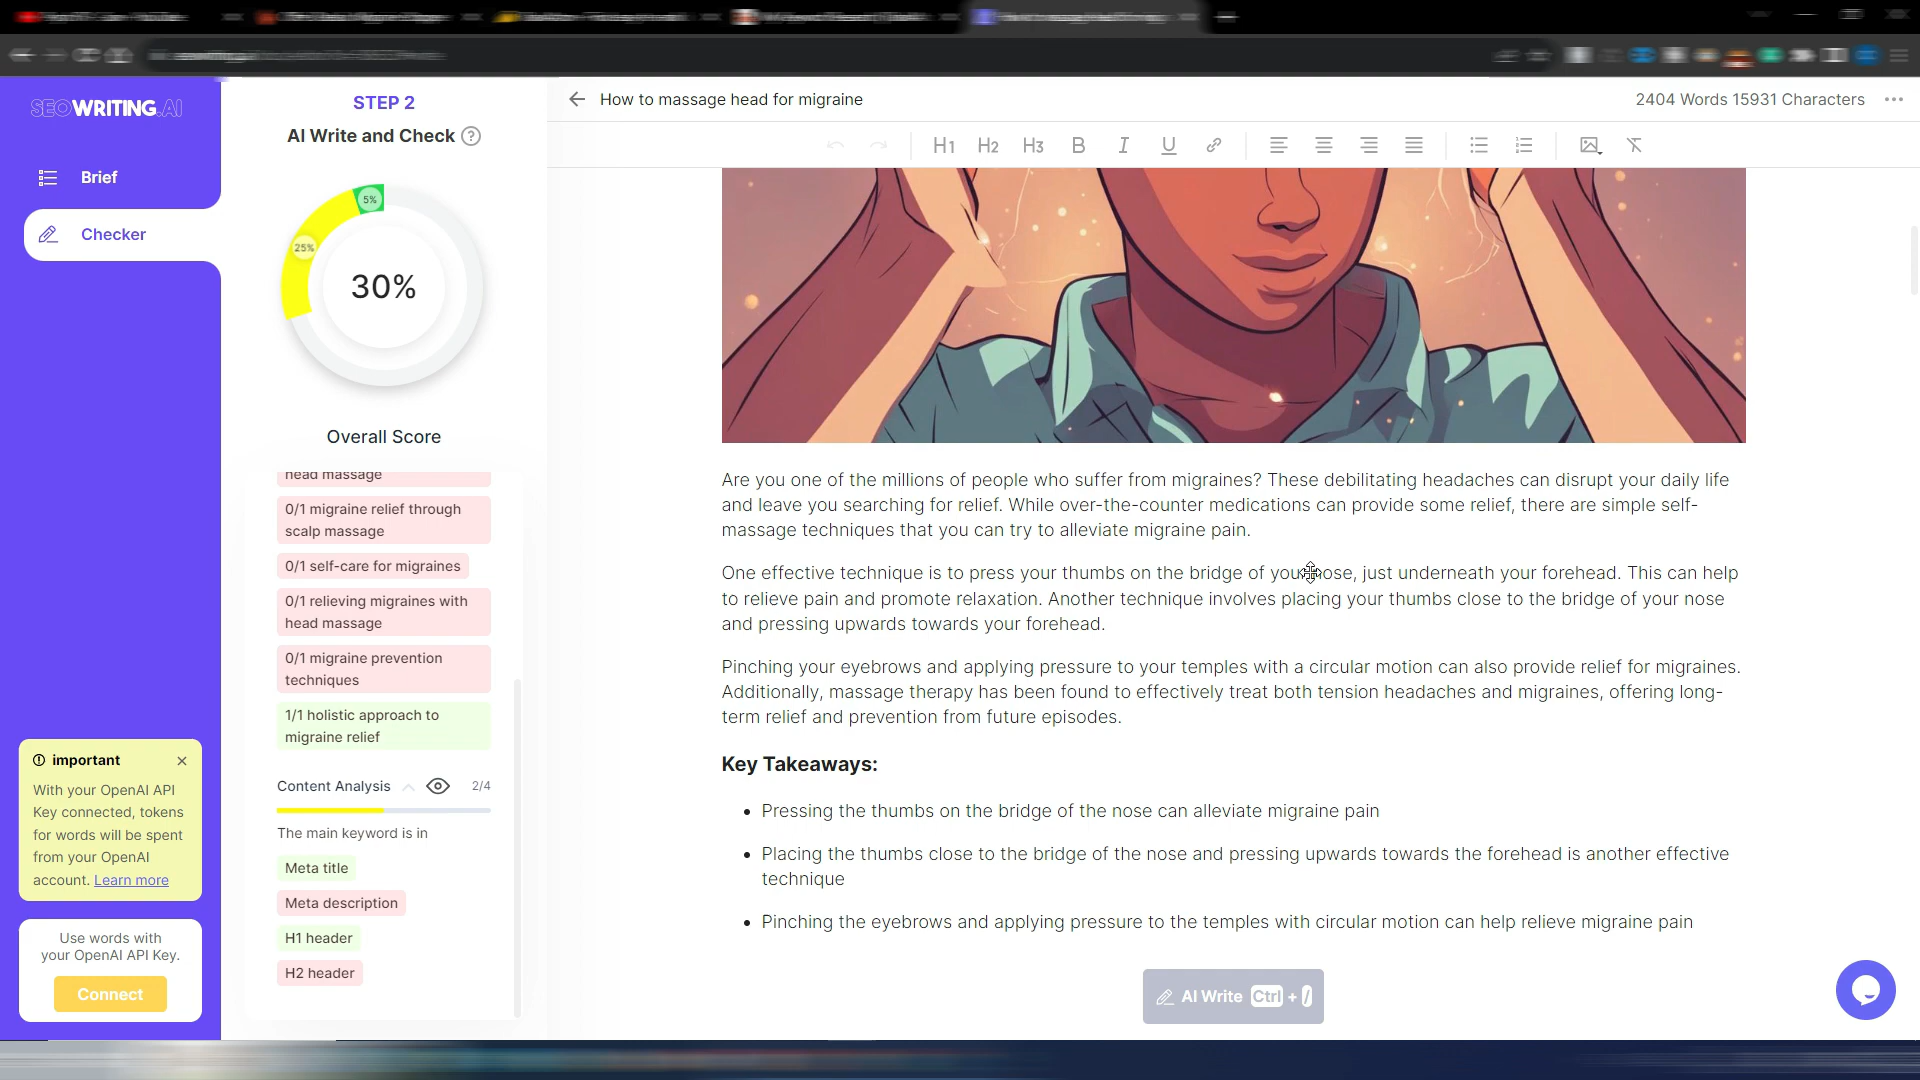 SEOWRITING.AI
Brief
Checker
important
With your OpenAI API
Key connected, tokens
for words will be spent
from your OpenAI
account. Learn more
Use words with
your OpenAI API Key.
Connect
STEP 2
AI Write and Check
5%
25%
30%
Overall Score
head massage
0/1 migraine relief through
scalp massage
0/1 self-care for migraines
0/1 relieving migraines with
head massage
0/1 migraine prevention
techniques
1/1 holistic approach to
migraine relief
Content Analysis 2/4
The main keyword is in
Meta title
Meta description
H1 header
H2 header
How to massage head for migraine
2404 Words 15931 Characters
H1 H2 H3 B I U
Are you one of the millions of people who suffer from migraines? These debilitating headaches can disrupt your daily life
and leave you searching for relief. While over-the-counter medications can provide some relief, there are simple self-
massage techniques that you can try to alleviate migraine pain.
One effective technique is to press your thumbs on the bridge of your nose, just underneath your forehead. This can help
to relieve pain and promote relaxation. Another technique involves placing your thumbs close to the bridge of your nose
and pressing upwards towards your forehead.
Pinching your eyebrows and applying pressure to your temples with a circular motion can also provide relief for migraines.
Additionally, massage therapy has been found to effectively treat both tension headaches and migraines, offering long-
term relief and prevention from future episodes.
Key Takeaways:
Pressing the thumbs on the bridge of the nose can alleviate migraine pain
Placing the thumbs close to the bridge of the nose and pressing upwards towards the forehead is another effective
technique
Pinching the eyebrows and applying pressure to the temples with circular motion can help relieve migraine pain
AI Write Ctrl + /